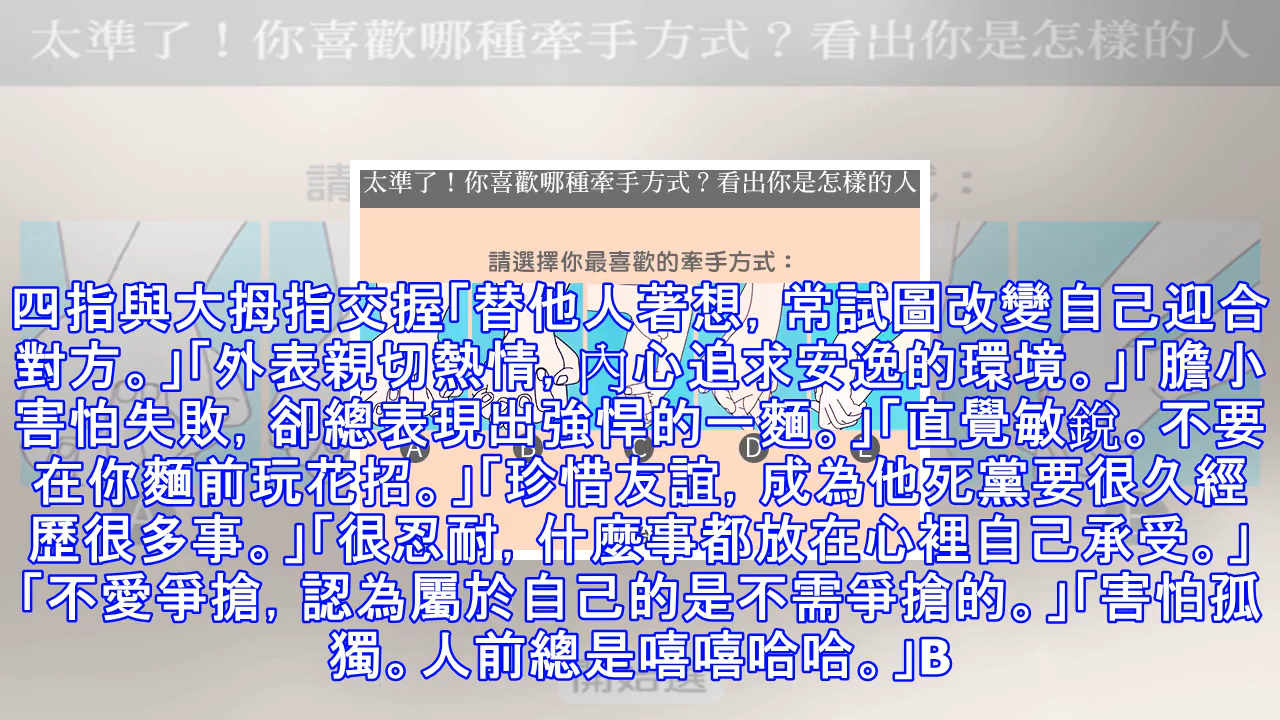 太準了！你喜歡哪種牽手方式？看出你是怎樣的人
太準了！你喜歡哪種牽手方式？看出你是怎樣的人
請選擇你最喜歡的牽手方式：
四指與大拇指交握「替他人著想, 常試圖改變自己迎合
對方。」「外表親切熱情, 內心追求安逸的環境。」「膽小
害怕失敗, 卻總表現出強悍的一麵。」「直覺敏銳。不要
A B C D E
在你麵前玩花招。」「珍惜友誼, 成為他死黨要很久經
歷很多事。」「很忍耐, 什麼事都放在心裡自己承受。」
「不愛爭搶, 認為屬於自己的是不需爭搶的。」「害怕孤
獨。人前總是嘻嘻哈哈。」B
開始選